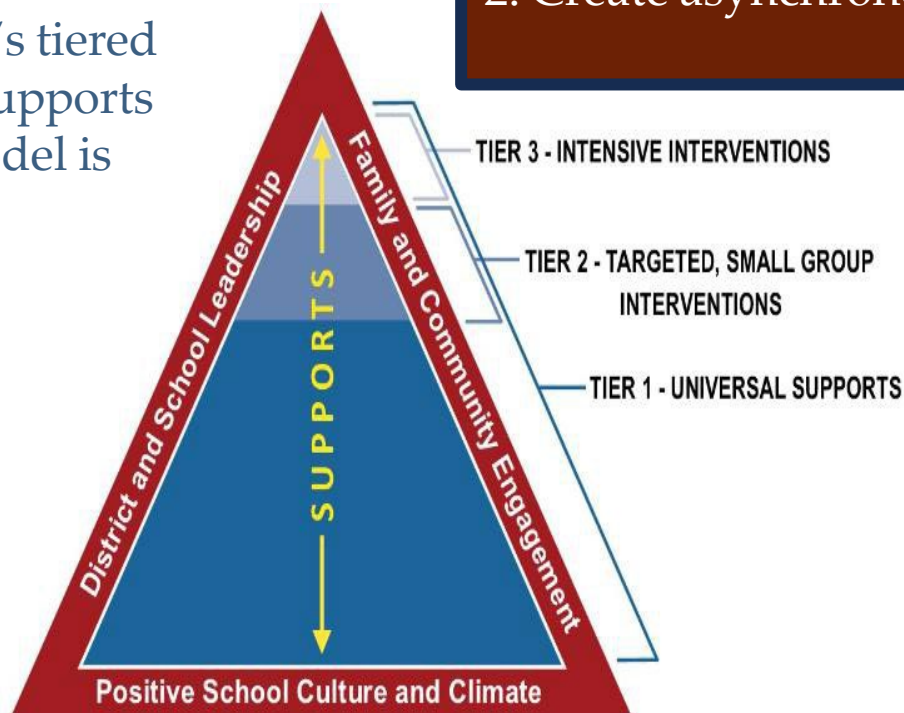 's tiered
upports
del is
2. Create asynchron
TIER 3 - INTENSIVE INTERVENTIONS
TIER 2 - TARGETED, SMALL GROUP
INTERVENTIONS
TIER 1 - UNIVERSAL SUPPORTS
District and School Leadership
Family and Community Engagement
SUPPORTS
Positive School Culture and Climate